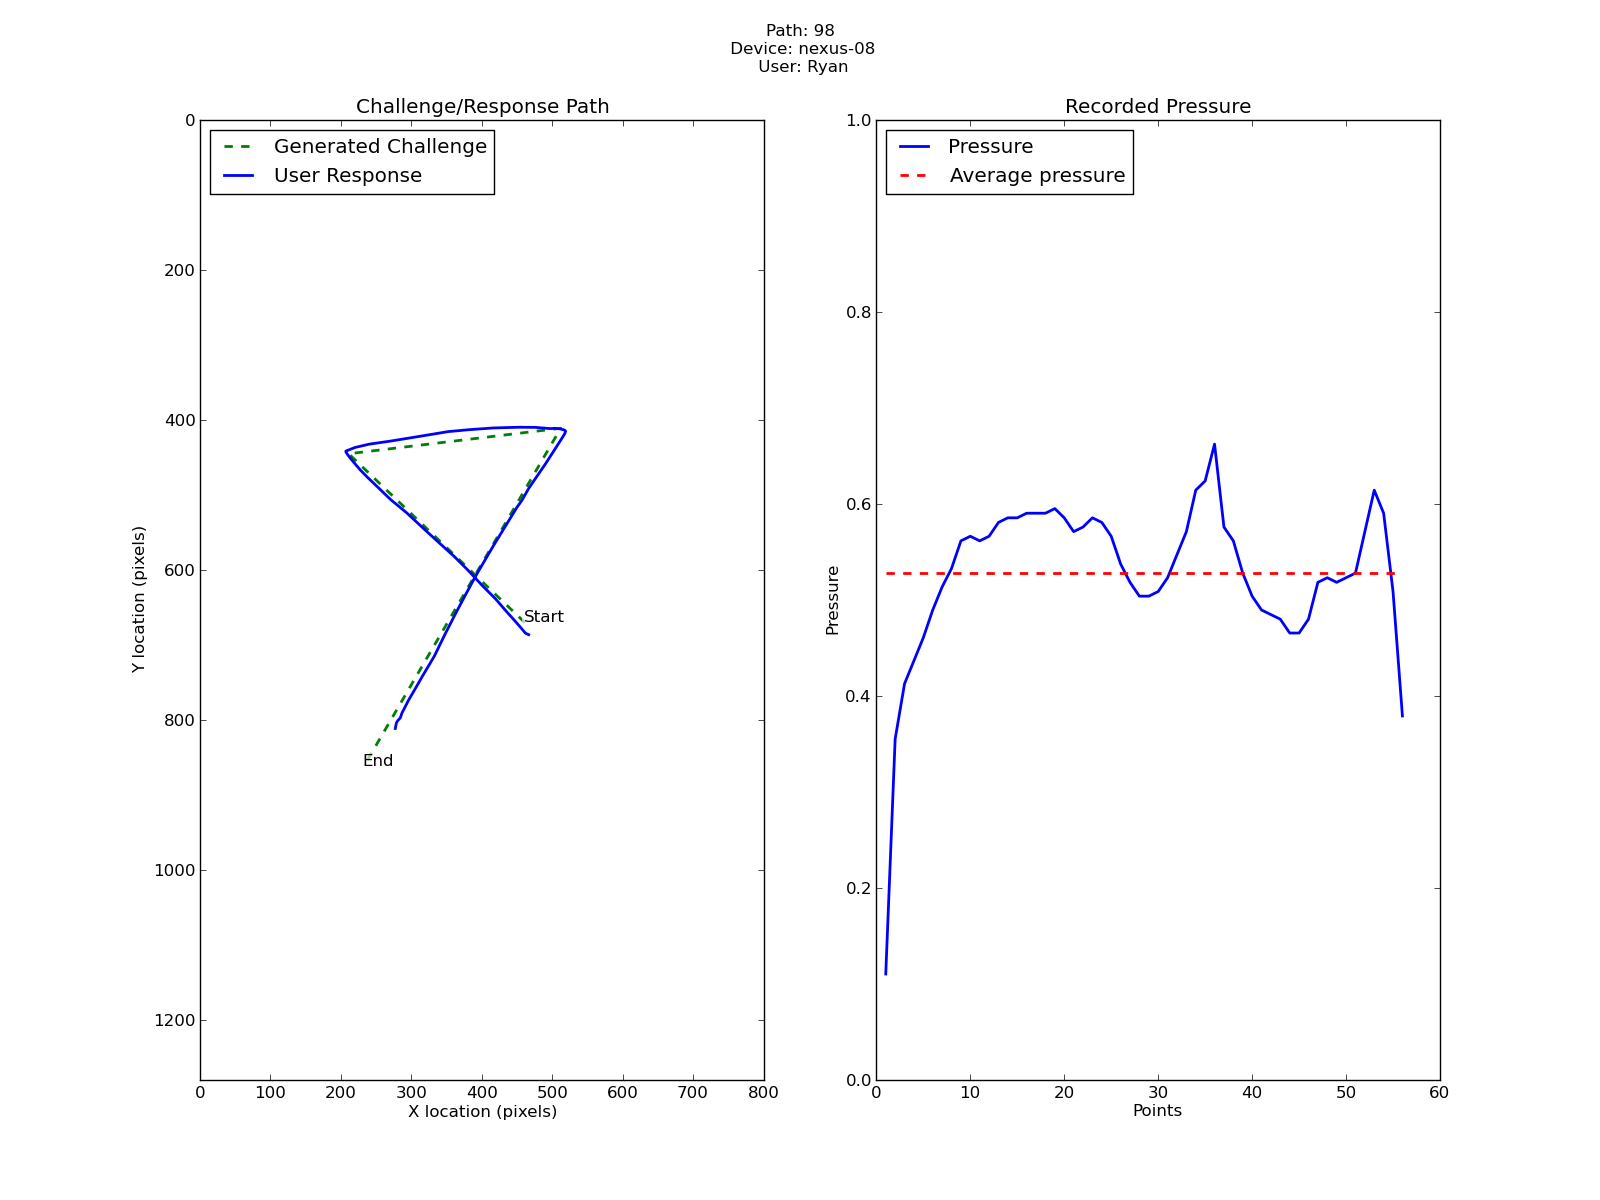 Path: 98
Device: nexus-08
User: Ryan
Challenge/Response Path
Generated Challenge
User Response
0
200
400
600
800
1000
1200
Y location (pixels)
Start
End
0 100 200 300 400 500 600 700 800
X location (pixels)
Recorded Pressure
Pressure
Average pressure
1.0
0.8
0.6
0.4
0.2
0.0
Pressure
0 10 20 30 40 50 60
Points